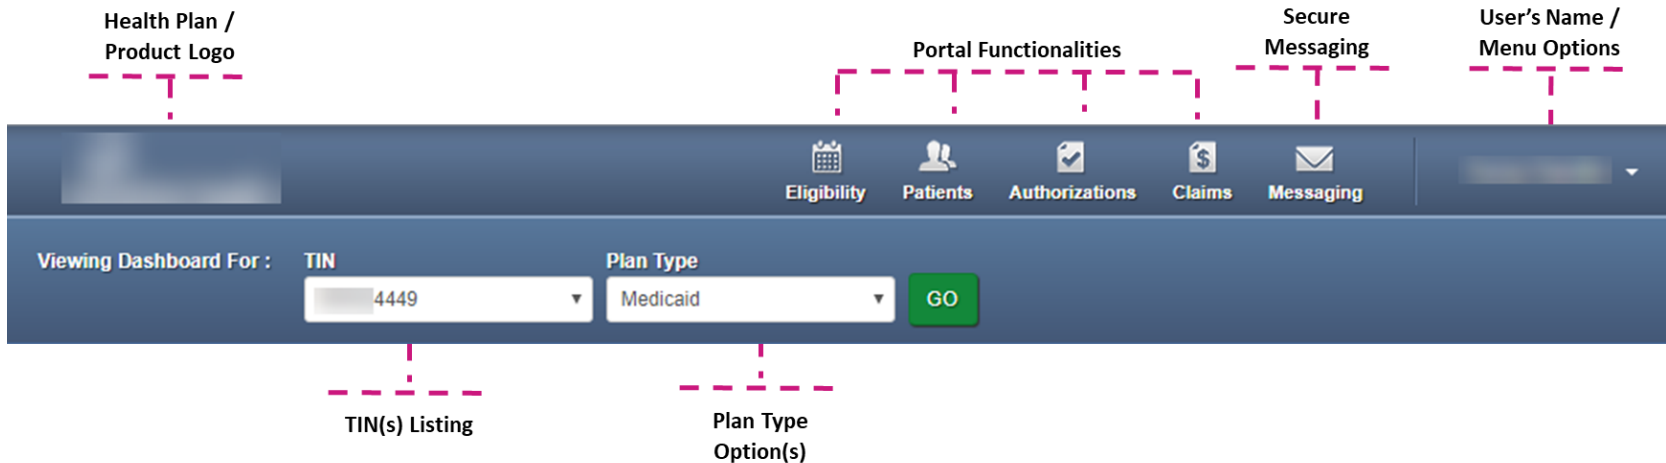 Health Plan /
Product Logo
Portal Functionalities
Secure
Messaging
User's Name /
Menu Options
Eligibility
Patients
Authorizations
Claims
Messaging
Viewing Dashboard For :
TIN
Plan Type
4449
Medicaid
GO
TIN(s) Listing
Plan Type
Option(s)